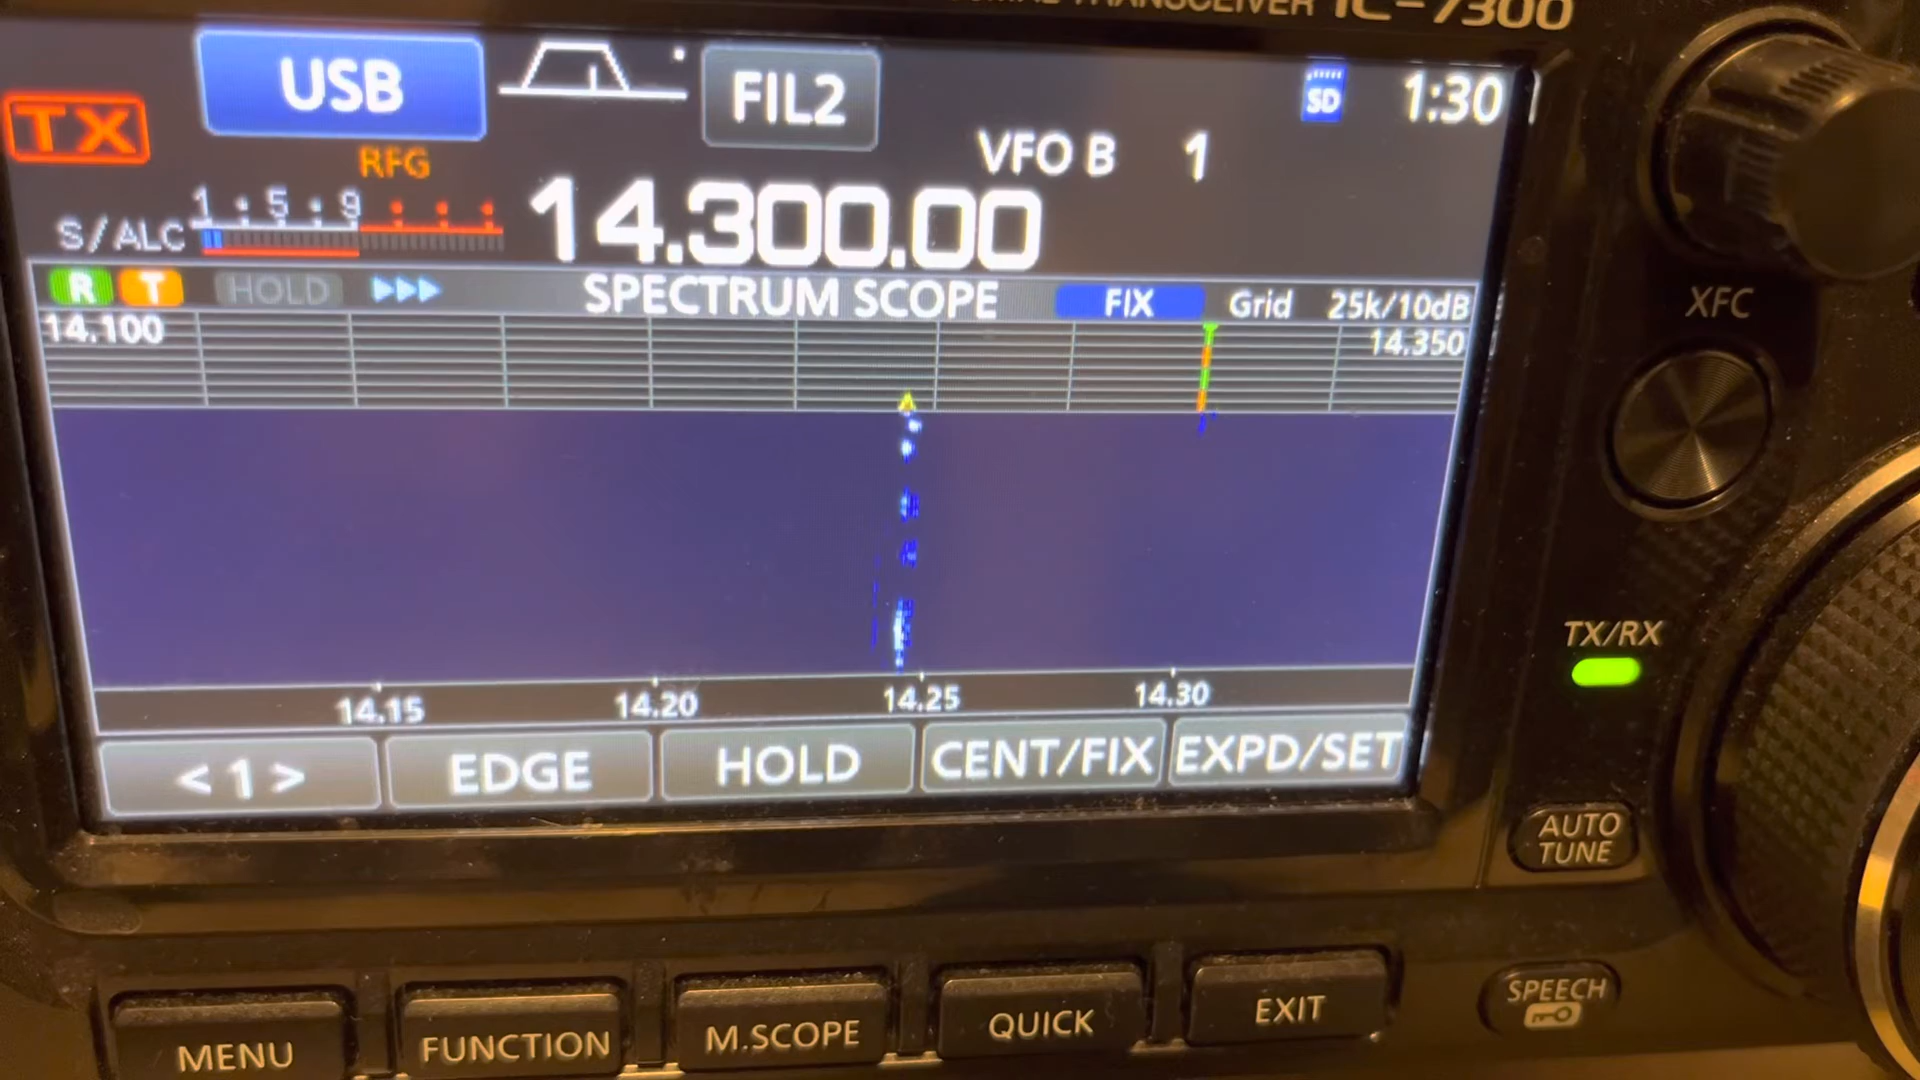 TRANSCEIVER IC-7300
TX USB FIL2 SD 1:30
RFG VFO B 1
S/ALC 1 5 9 14.300.00
R T HOLD SPECTRUM SCOPE FIX Grid 25k/10dB
14.100 14.350
14.15 14.20 14.25 14.30
<1> EDGE HOLD CENT/FIX EXPD/SET
XFC
TX/RX
AUTO
TUNE
SPEECH
MENU FUNCTION M.SCOPE QUICK EXIT